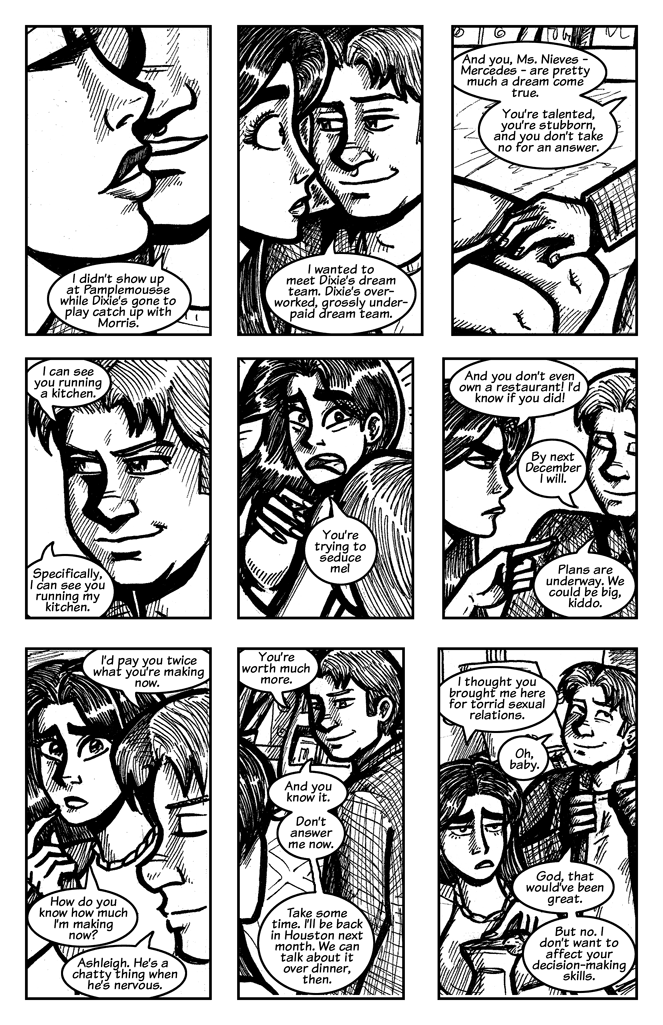 I didn't show up
at Pamplemousse
while Dixie's gone to
play catch up with
Morris.
I wanted to
meet Dixie's dream
team. Dixie's over-
worked, grossly under-
paid dream team.
And you, Ms. Nieves -
Mercedes - are pretty
much a dream come
true.
You're talented,
you're stubborn,
and you don't take
no for an answer.
I can see
you running
a kitchen.
Specifically,
I can see you
running my
kitchen.
You're
trying to
seduce
me!
And you don't even
own a restaurant! I'd
know if you did!
By next
December
I will.
Plans are
underway. We
could be big,
kiddo.
I'd pay you twice
what you're making
now.
How do you
know how much
I'm making
now?
Ashleigh. He's a
chatty thing when
he's nervous.
You're
worth much
more.
And you
know it.
Don't
answer
me now.
Take some
time. I'll be back
in Houston next
month. We can
talk about it
over dinner,
then.
I thought you
brought me here
for torrid sexual
relations.
Oh,
baby.
God, that
would've been
great.
But no. I
don't want to
affect your
decision-making
skills.